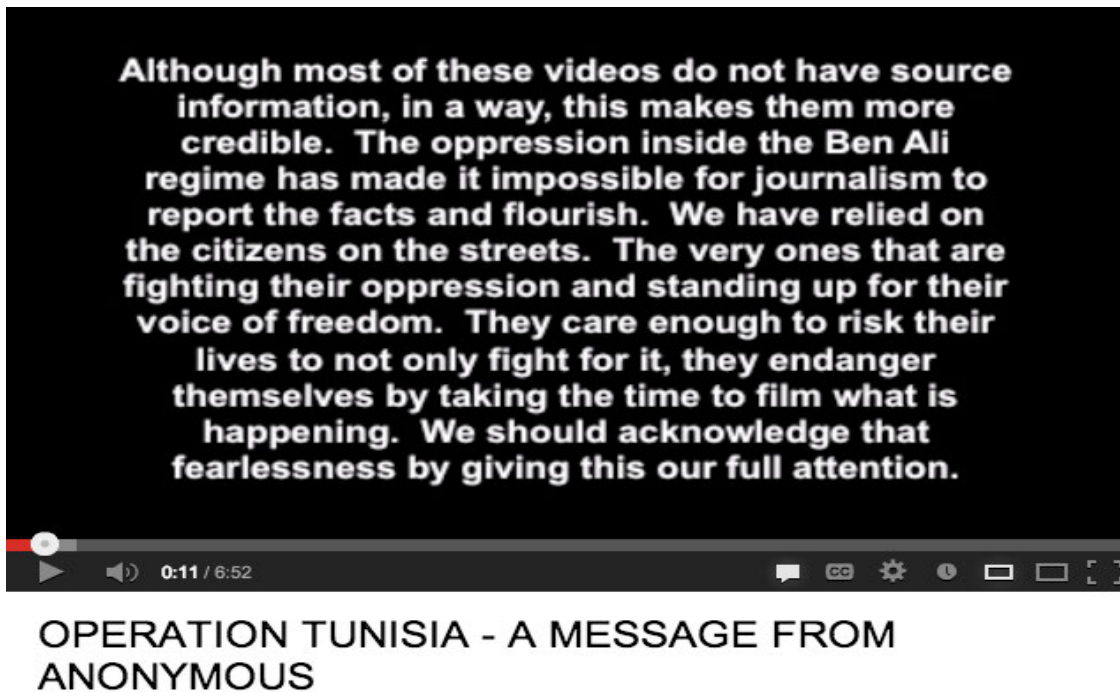 Although most of these videos do not have source
information, in a way, this makes them more
credible.  The oppression inside the Ben Ali
regime has made it impossible for journalism to
report the facts and flourish.  We have relied on
the citizens on the streets.  The very ones that are
fighting their oppression and standing up for their
voice of freedom.  They care enough to risk their
lives to not only fight for it, they endanger
themselves by taking the time to film what is
happening.  We should acknowledge that
fearlessness by giving this our full attention.
0:11 / 6:52
CC
OPERATION TUNISIA - A MESSAGE FROM
ANONYMOUS